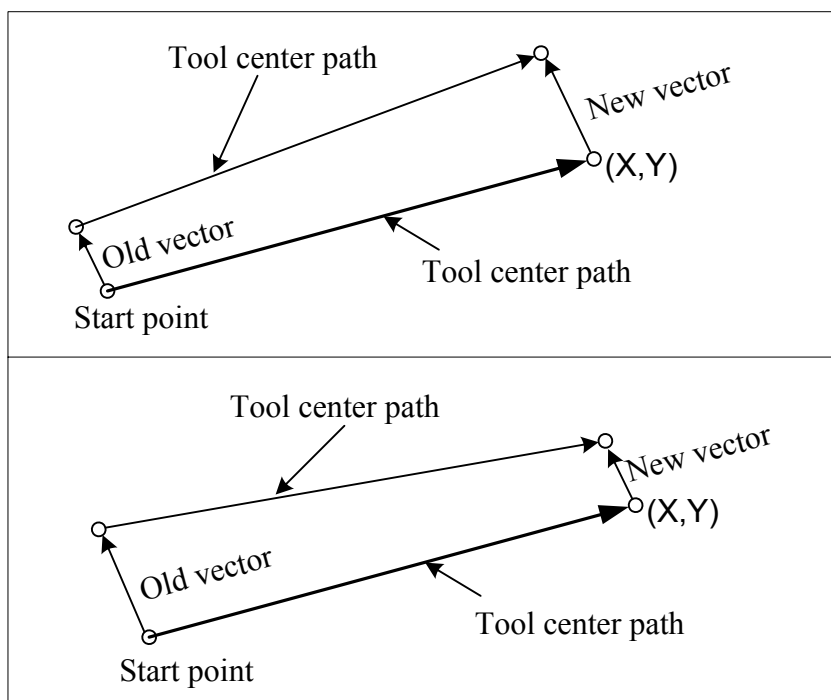 Tool center path
New vector
(X,Y)
Old vector
Tool center path
Start point
Tool center path
New vector
(X,Y)
Old vector
Tool center path
Start point